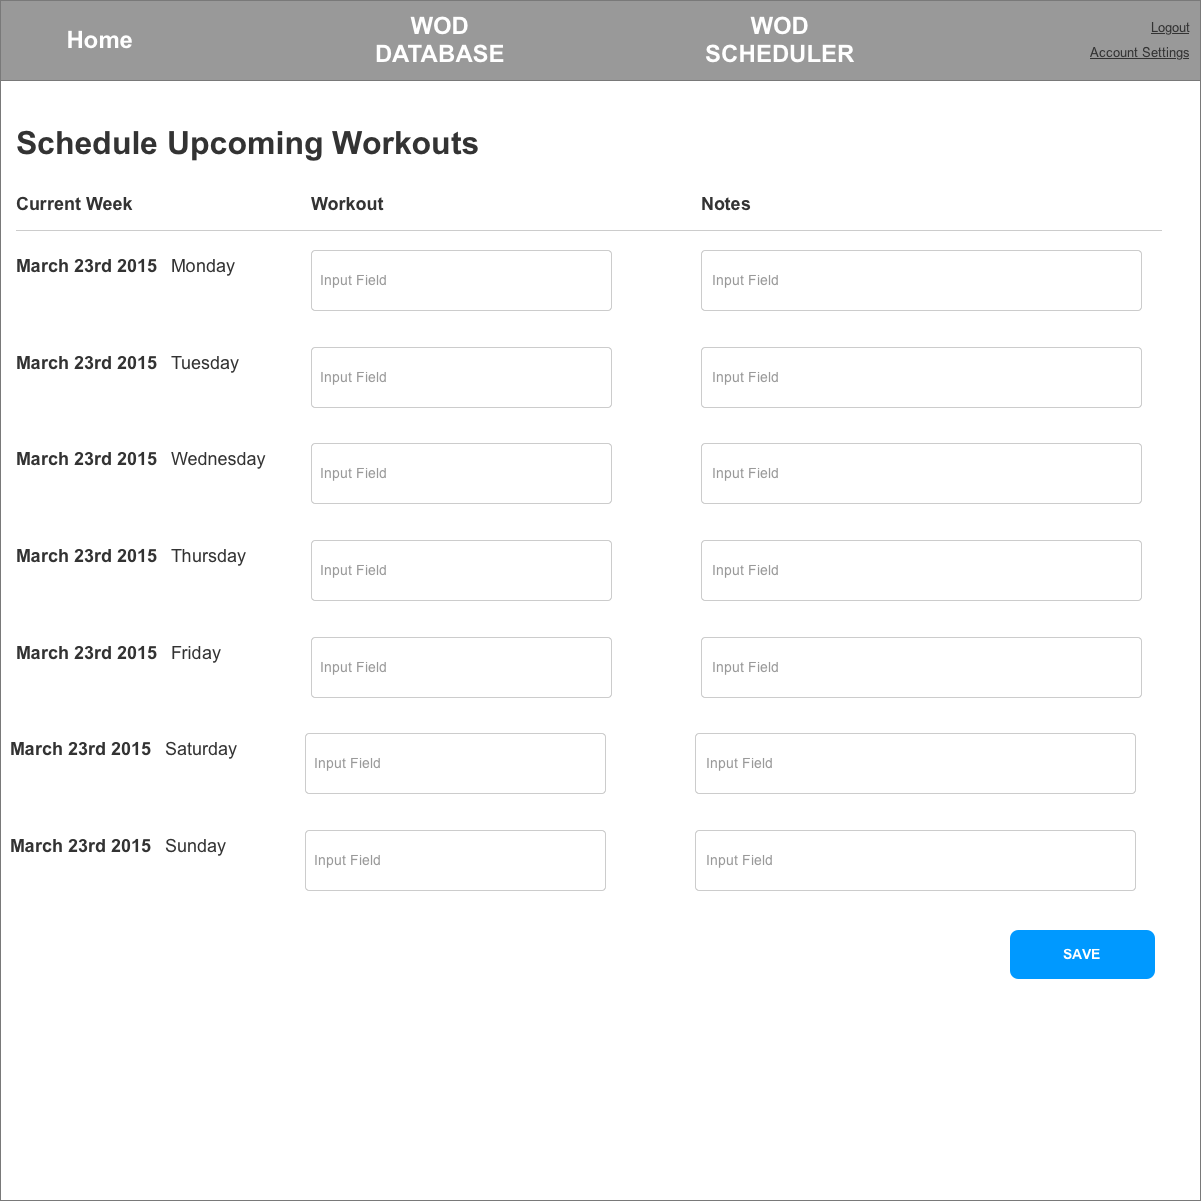 Home
WOD
DATABASE
WOD
SCHEDULER
Logout
Account Settings
Schedule Upcoming Workouts
Current Week Workout Notes
March 23rd 2015 Monday Input Field Input Field
March 23rd 2015 Tuesday Input Field Input Field
March 23rd 2015 Wednesday Input Field Input Field
March 23rd 2015 Thursday Input Field Input Field
March 23rd 2015 Friday Input Field Input Field
March 23rd 2015 Saturday Input Field Input Field
March 23rd 2015 Sunday Input Field Input Field
SAVE